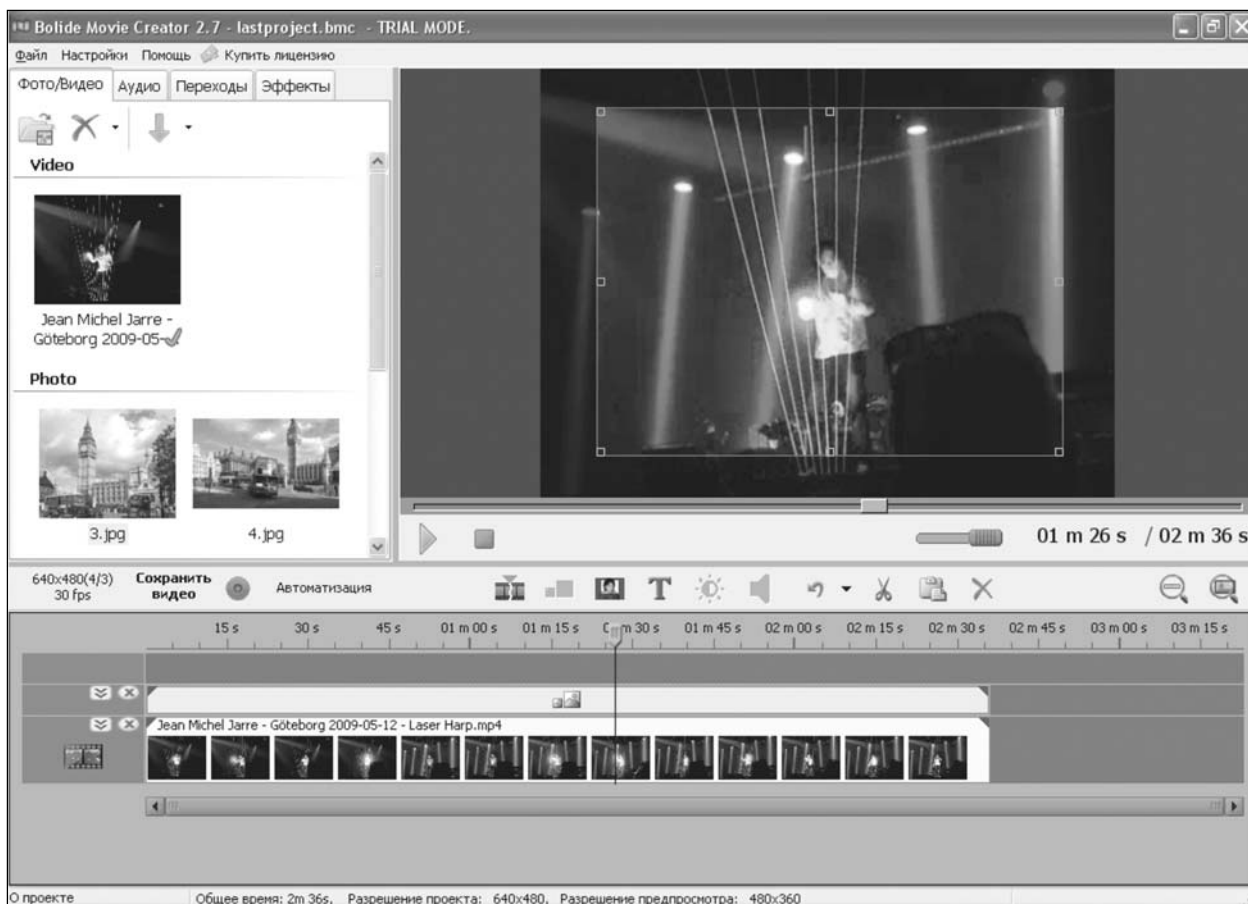 Bolide Movie Creator 2.7 - lastproject.bmc - TRIAL MODE.
Файл Настройки Помощь Купить лицензию
Фото/Видео Аудио Переходы Эффекты
Video
Jean Michel Jarre -
Göteborg 2009-05-
Photo
3.jpg 4.jpg
01 m 26 s / 02 m 36 s
640x480(4/3)
30 fps
Сохранить
видео
Автоматизация
T
15 s 30 s 45 s 01 m 00 s 01 m 15 s m 30 s 01 m 45 s 02 m 00 s 02 m 15 s 02 m 30 s 02 m 45 s 03 m 00 s 03 m 15 s
Jean Michel Jarre - Göteborg 2009-05-12 - Laser Harp.mp4
О проекте Общее время: 2m 36s, Разрешение проекта: 640x480, Разрешение предпросмотра: 480x360